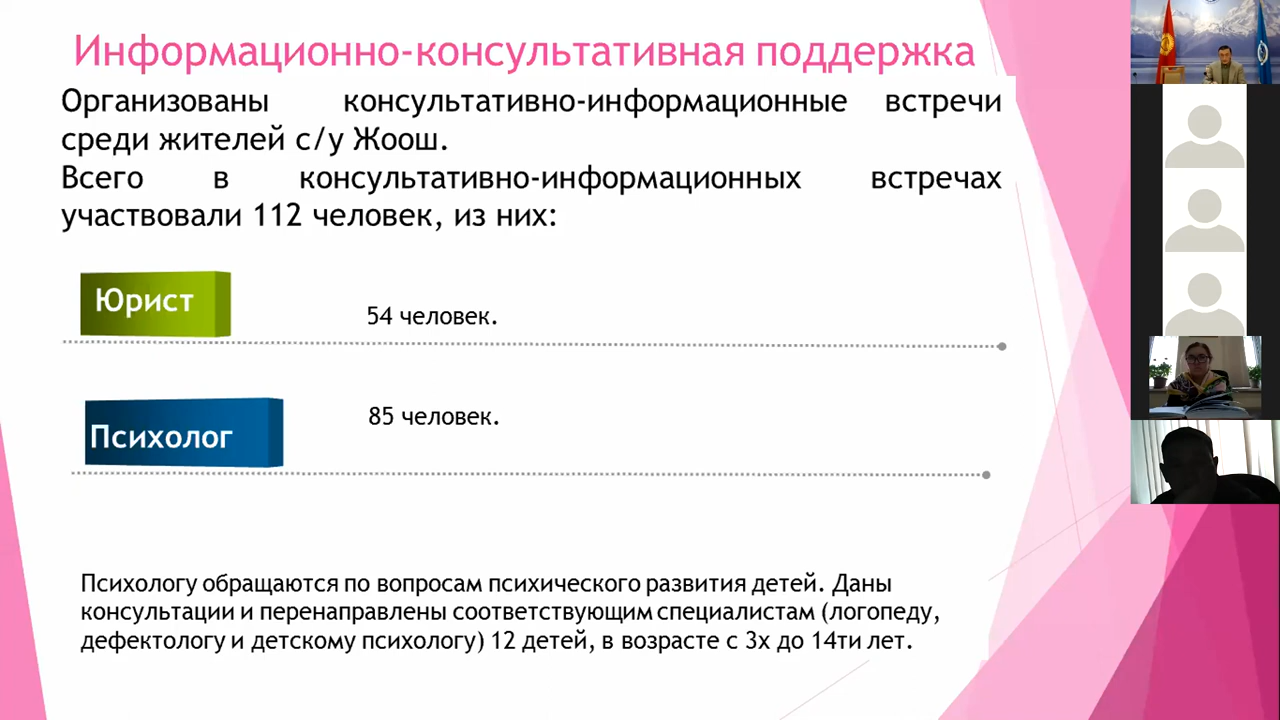 Информационно-консультативная поддержка
Организованы консультативно-информационные встречи
среди жителей с/у Жоош.
Всего в консультативно-информационных встречах
участвовали 112 человек, из них:
Юрист
54 человек.
Психолог
85 человек.
Психологу обращаются по вопросам психического развития детей. Даны
консультации и перенаправлены соответствующим специалистам (логопеду,
дефектологу и детскому психологу) 12 детей, в возрасте с 3х до 14ти лет.